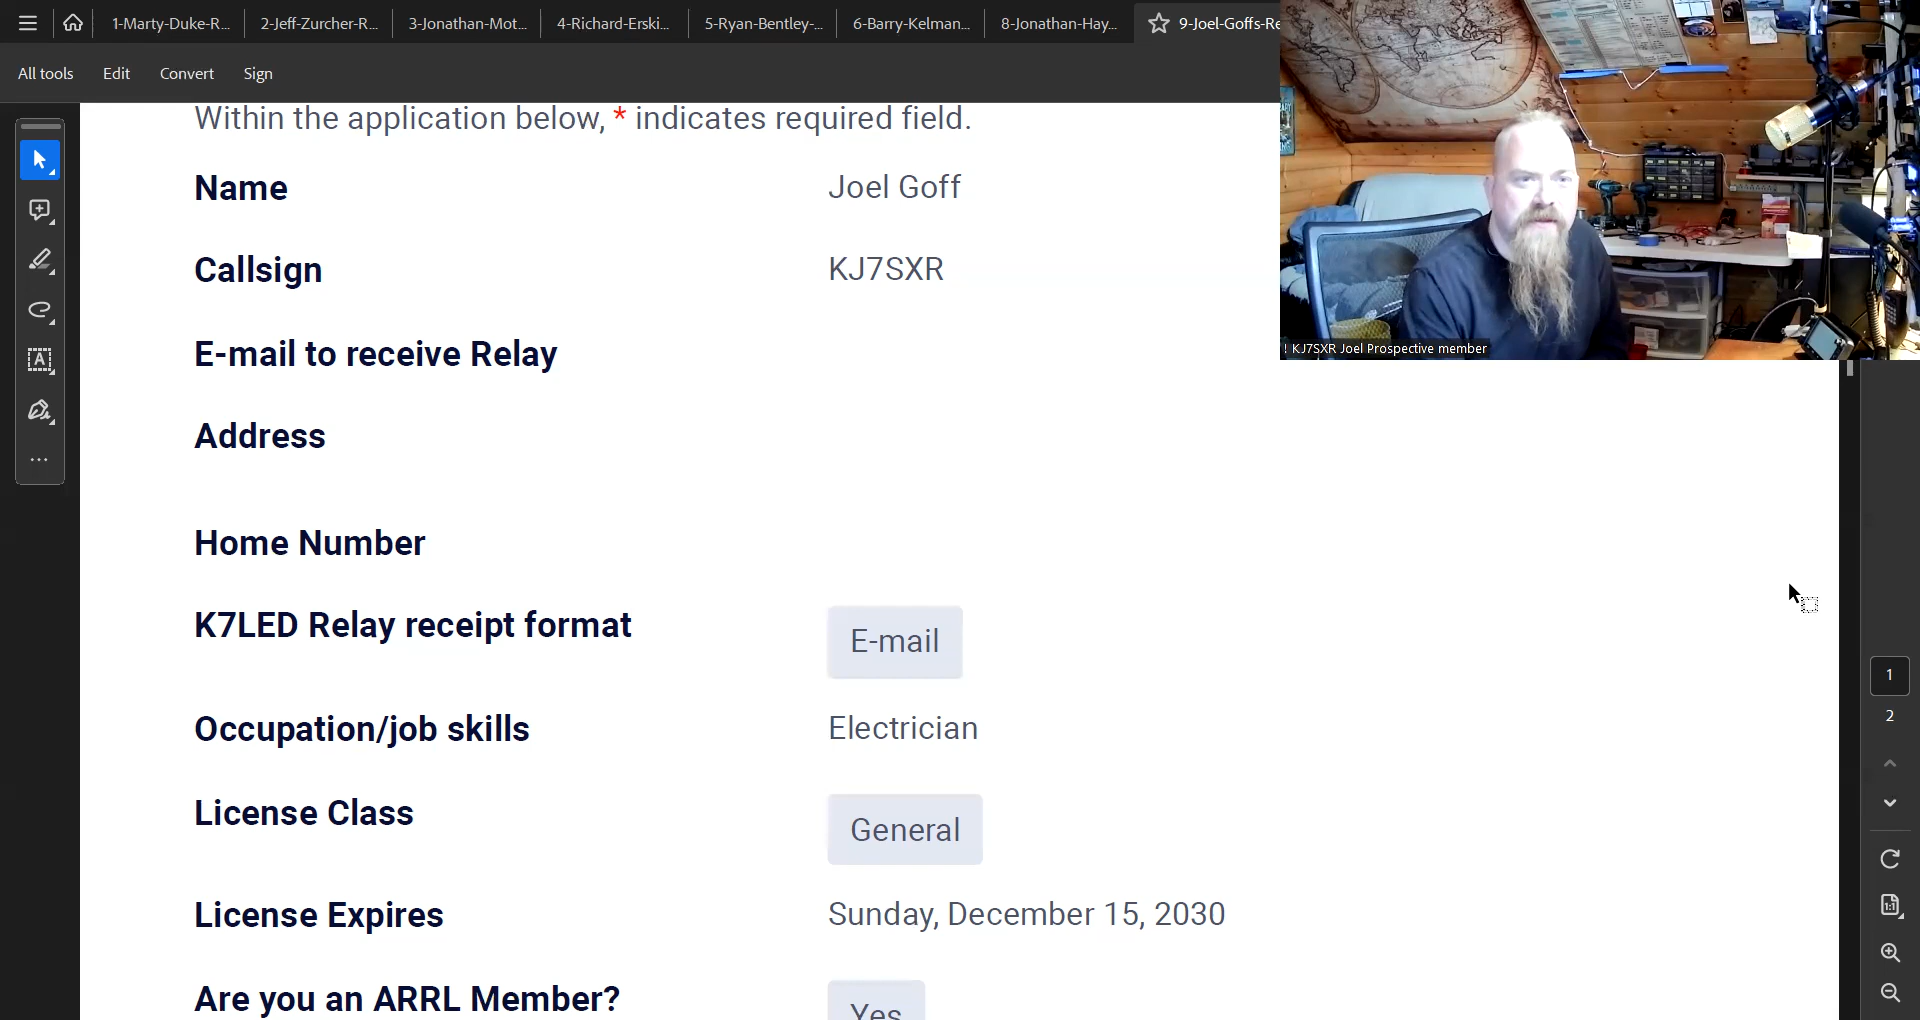 1-Marty-Duke-R...
2-Jeff-Zurcher-R...
3-Jonathan-Mot...
4-Richard-Erski...
5-Ryan-Bentley-...
6-Barry-Kelman...
8-Jonathan-Hay...
9-Joel-Goffs-Re
All tools
Edit
Convert
Sign
Within the application below, * indicates required field.
Name
Joel Goff
Callsign
KJ7SXR
E-mail to receive Relay
Address
Home Number
K7LED Relay receipt format
E-mail
Occupation/job skills
Electrician
License Class
General
License Expires
Sunday, December 15, 2030
Are you an ARRL Member?
Yes
! KJ7SXR Joel Prospective member
1
2